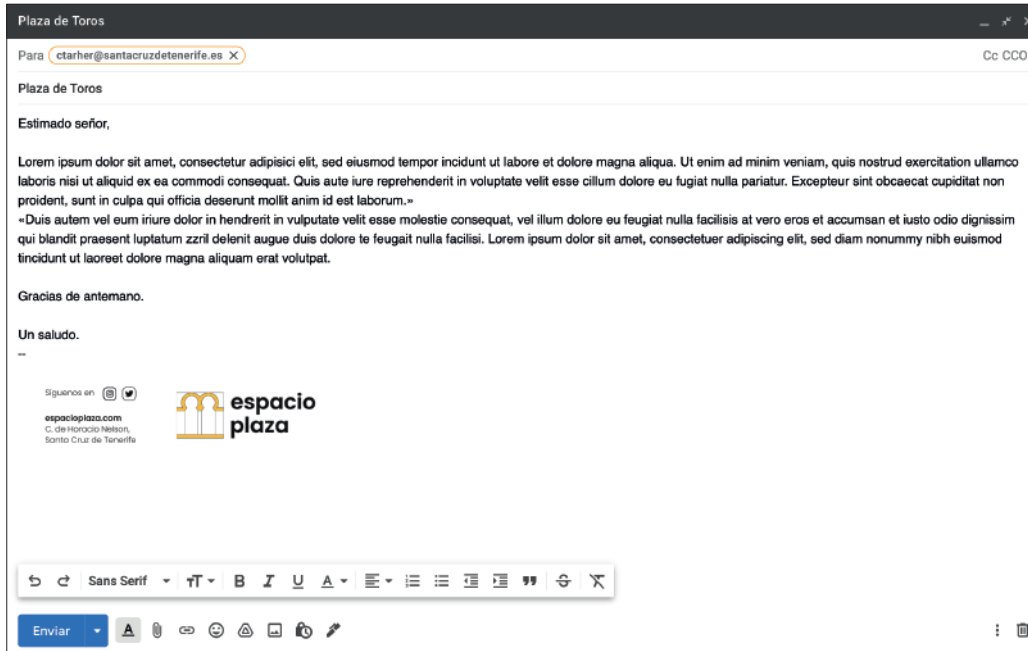 Plaza de Toros
Para ctarher@santacruzdetenerife.es Cc CCO
Plaza de Toros
Estimado señor,
Lorem ipsum dolor sit amet, consectetur adipisici elit, sed eiusmod tempor incidunt ut labore et dolore magna aliqua. Ut enim ad minim veniam, quis nostrud exercitation ullamco
laboris nisi ut aliquid ex ea commodi consequat. Quis aute iure reprehenderit in voluptate velit esse cillum dolore eu fugiat nulla pariatur. Excepteur sint obcaecat cupiditat non
proident, sunt in culpa qui officia deserunt mollit anim id est laborum.»
«Duis autem vel eum iriure dolor in hendrerit in vulputate velit esse molestie consequat, vel illum dolore eu feugiat nulla facilisis at vero eros et accumsan et iusto odio dignissim
qui blandit praesent luptatum zzril delenit augue duis dolore te feugait nulla facilisi. Lorem ipsum dolor sit amet, consectetuer adipiscing elit, sed diam nonummy nibh euismod
tincidunt ut laoreet dolore magna aliquam erat volutpat.
Gracias de antemano.
Un saludo.
--
Síguenos en
espacioplaza.com
C. de Horacio Nelson,
Santa Cruz de Tenerife
espacio
plaza
Sans Serif
Enviar